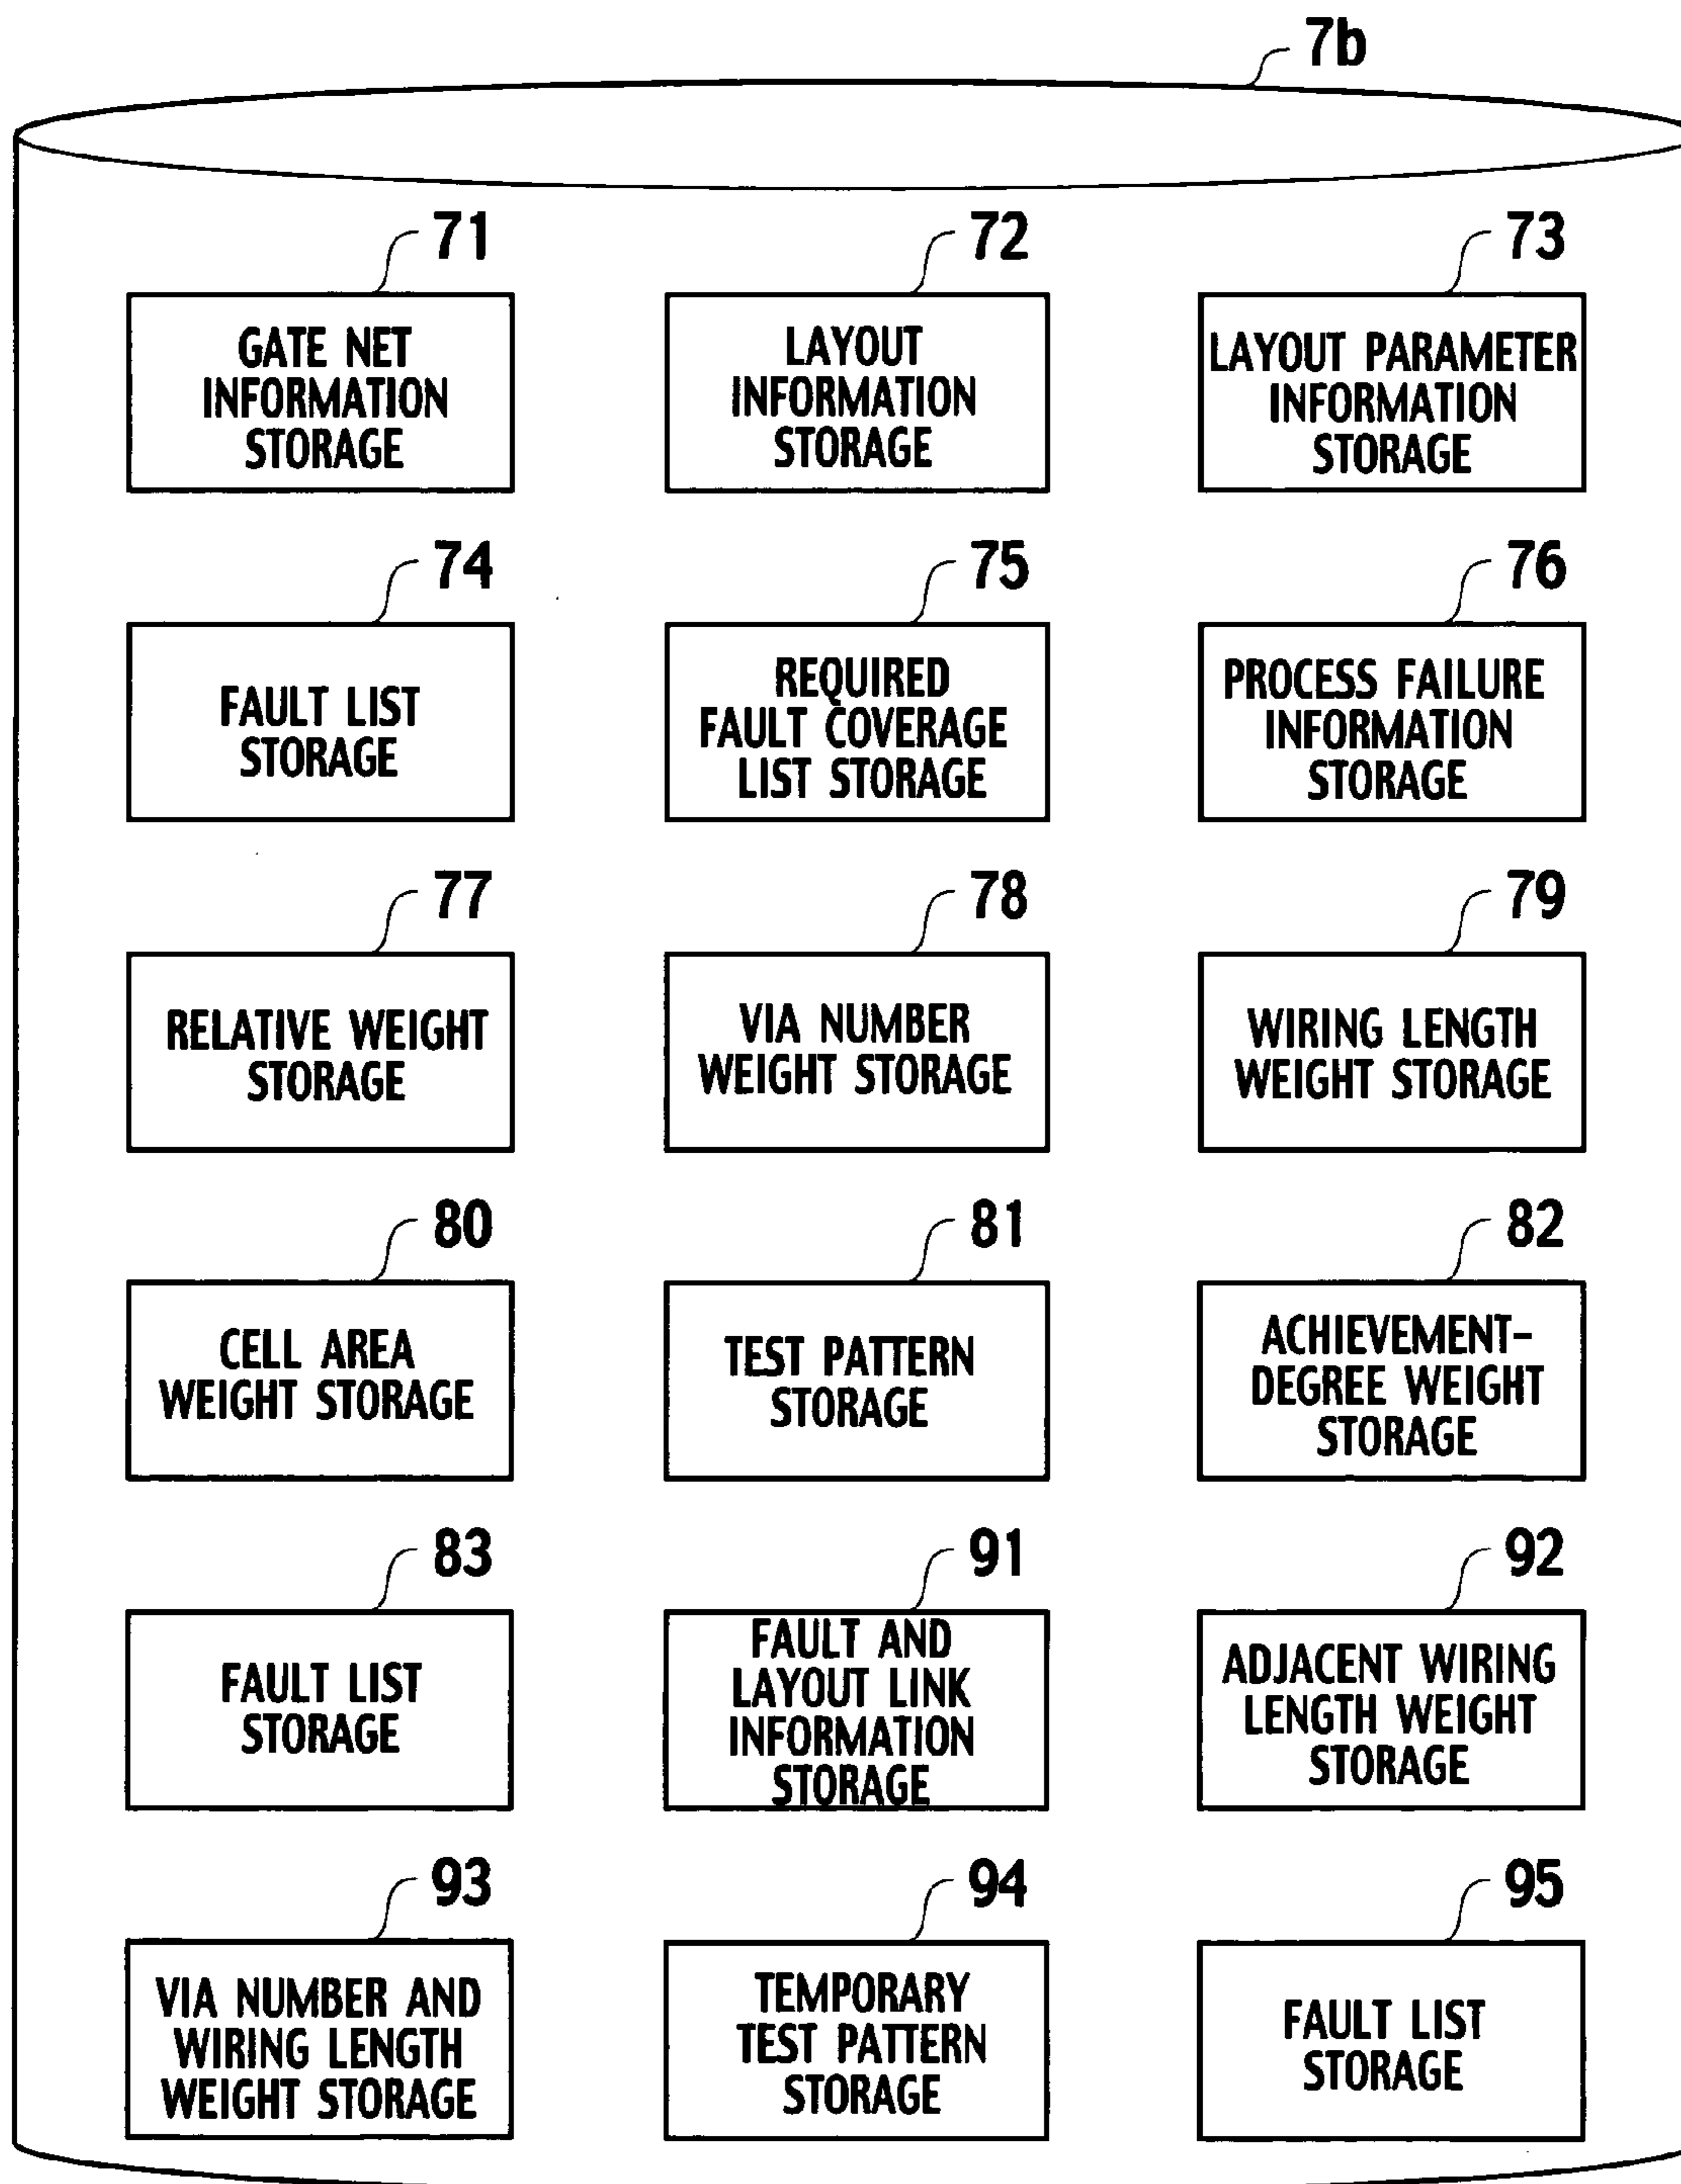 7b
71
GATE NET
INFORMATION
STORAGE
72
LAYOUT
INFORMATION
STORAGE
73
LAYOUT PARAMETER
INFORMATION
STORAGE
74
FAULT LIST
STORAGE
75
REQUIRED
FAULT COVERAGE
LIST STORAGE
76
PROCESS FAILURE
INFORMATION
STORAGE
77
RELATIVE WEIGHT
STORAGE
78
VIA NUMBER
WEIGHT STORAGE
79
WIRING LENGTH
WEIGHT STORAGE
80
CELL AREA
WEIGHT STORAGE
81
TEST PATTERN
STORAGE
82
ACHIEVEMENT-
DEGREE WEIGHT
STORAGE
83
FAULT LIST
STORAGE
91
FAULT AND
LAYOUT LINK
INFORMATION
STORAGE
92
ADJACENT WIRING
LENGTH WEIGHT
STORAGE
93
VIA NUMBER AND
WIRING LENGTH
WEIGHT STORAGE
94
TEMPORARY
TEST PATTERN
STORAGE
95
FAULT LIST
STORAGE